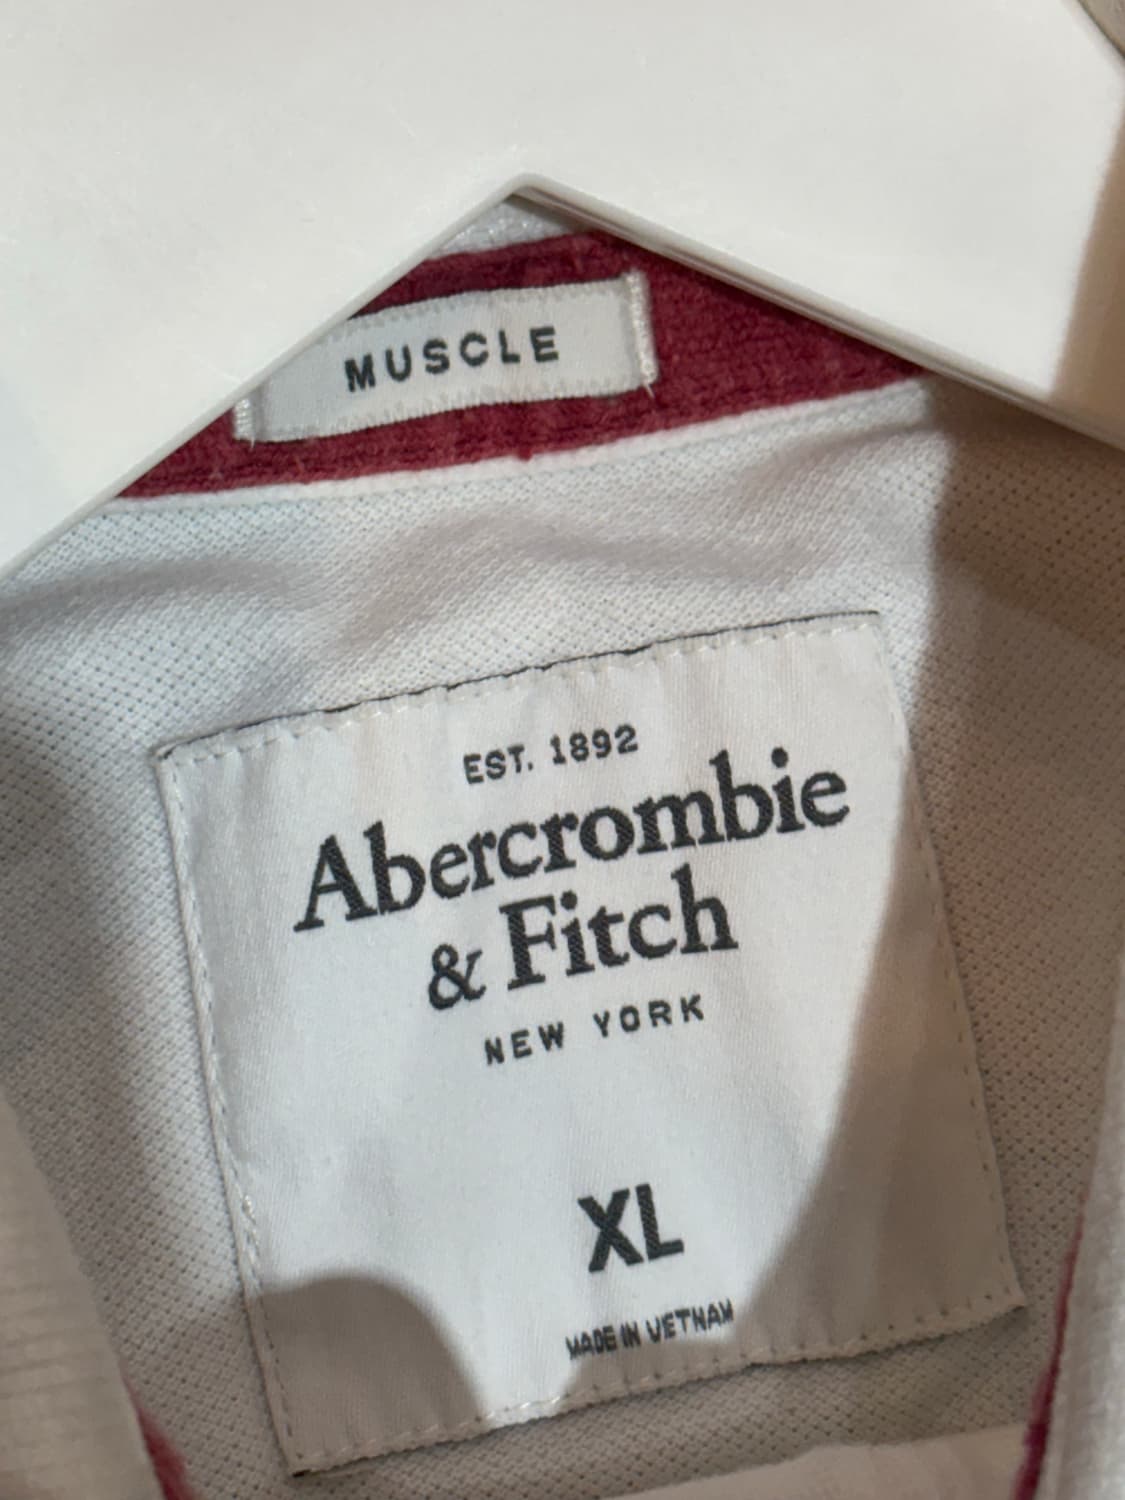 MUSCLE
EST. 1892
Abercrombie
& Fitch
NEW YORK
XL
MADE IN VIETNAM